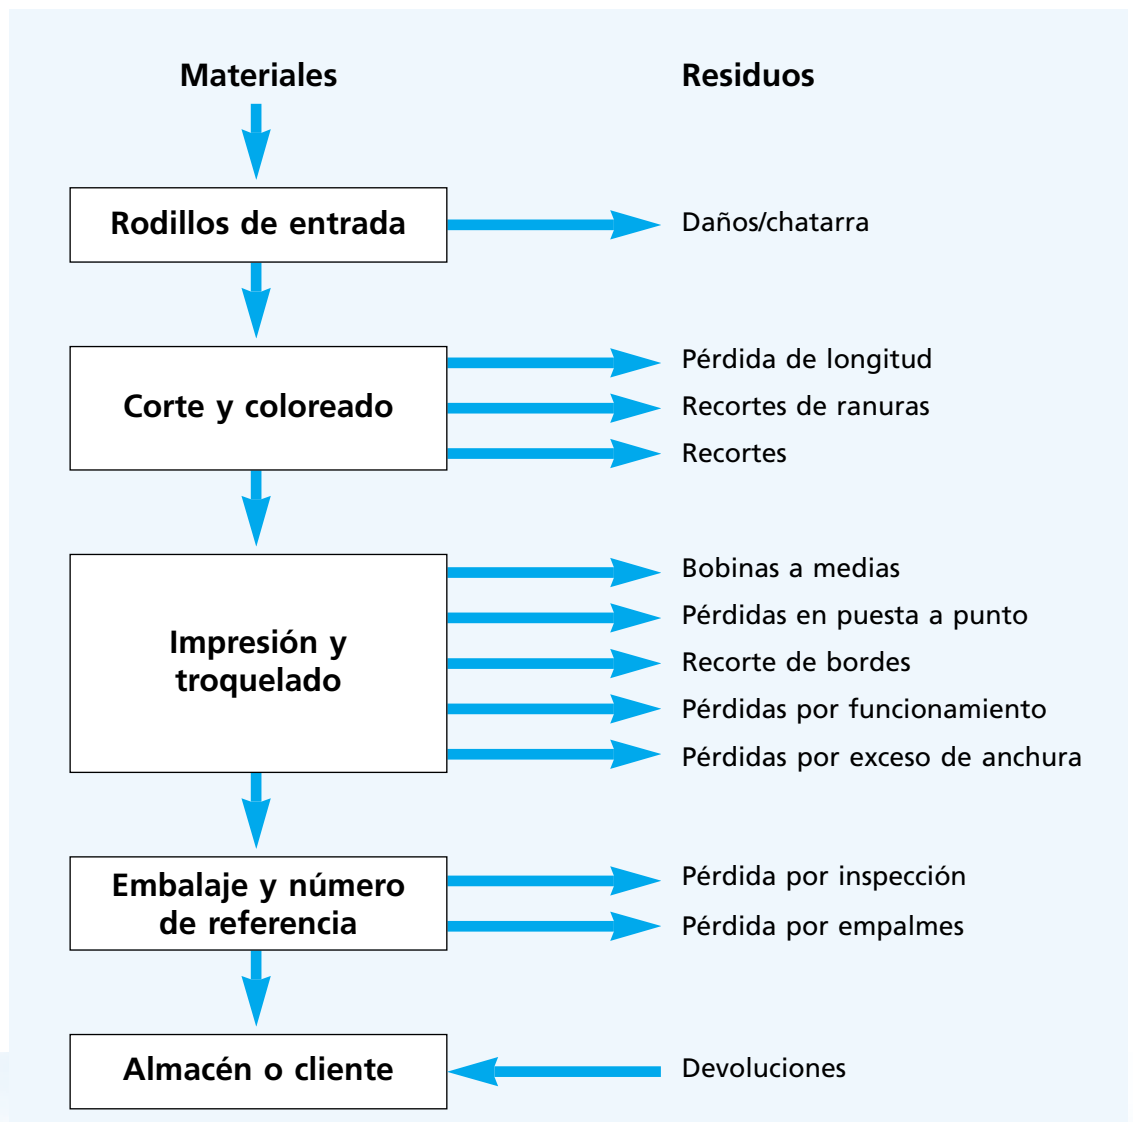 Materiales
Residuos
Rodillos de entrada
Daños/chatarra
Corte y coloreado
Pérdida de longitud
Recortes de ranuras
Recortes
Impresión y
troquelado
Bobinas a medias
Pérdidas en puesta a punto
Recorte de bordes
Pérdidas por funcionamiento
Pérdidas por exceso de anchura
Embalaje y número
de referencia
Pérdida por inspección
Pérdida por empalmes
Almacén o cliente
Devoluciones